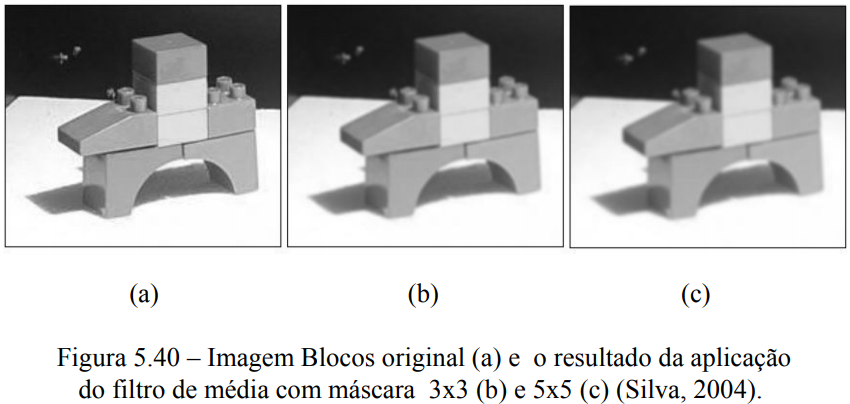 (a) (b) (c)
Figura 5.40 – Imagem Blocos original (a) e o resultado da aplicação
do filtro de média com máscara 3x3 (b) e 5x5 (c) (Silva, 2004).